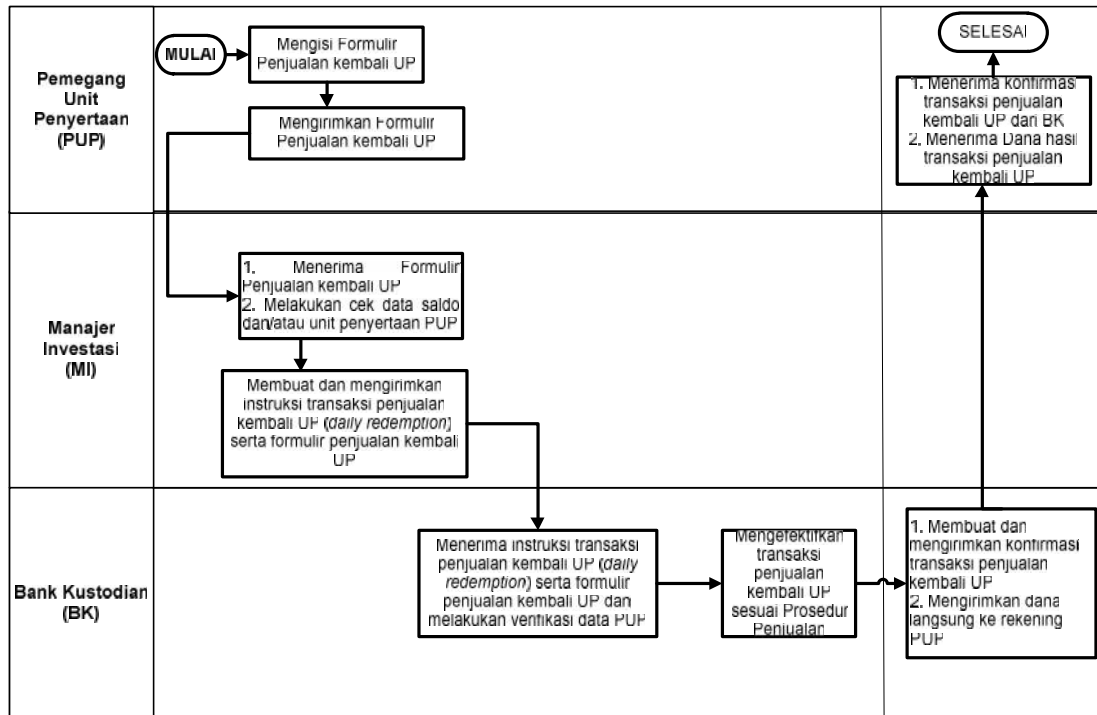 Pemegang
Unit
Penyertaan
(PUP)
MULAI
Mengisi Formulir
Penjualan kembali UP
Mengirimkan Formulir
Penjualan kembali UP
SELESAI
1. Menerima konfirmasi
transaksi penjualan
kembali UP dari BK
2. Menerima Dana hasil
transaksi penjualan
kembali UP
Manajer
Investasi
(MI)
1. Menerima Formulir
Penjualan kembali UP
2. Melakukan cek data saldo
dan/atau unit penyertaan PUP
Membuat dan mengirimkan
instruksi transaksi penjualan
kembali UP (daily redemption)
serta formulir penjualan kembali
UP
Bank Kustodian
(BK)
Menerima instruksi transaksi
penjualan kembali UP (daily
redemption) serta formulir
penjualan kembali UP dan
melakukan verifikasi data PUP
Mengefektifkan
transaksi
penjualan
kembali UP
sesuai Prosedur
Penjualan
1. Membuat dan
mengirimkan konfirmasi
transaksi penjualan
kembali UP
2. Mengirimkan dana
langsung ke rekening
PUP